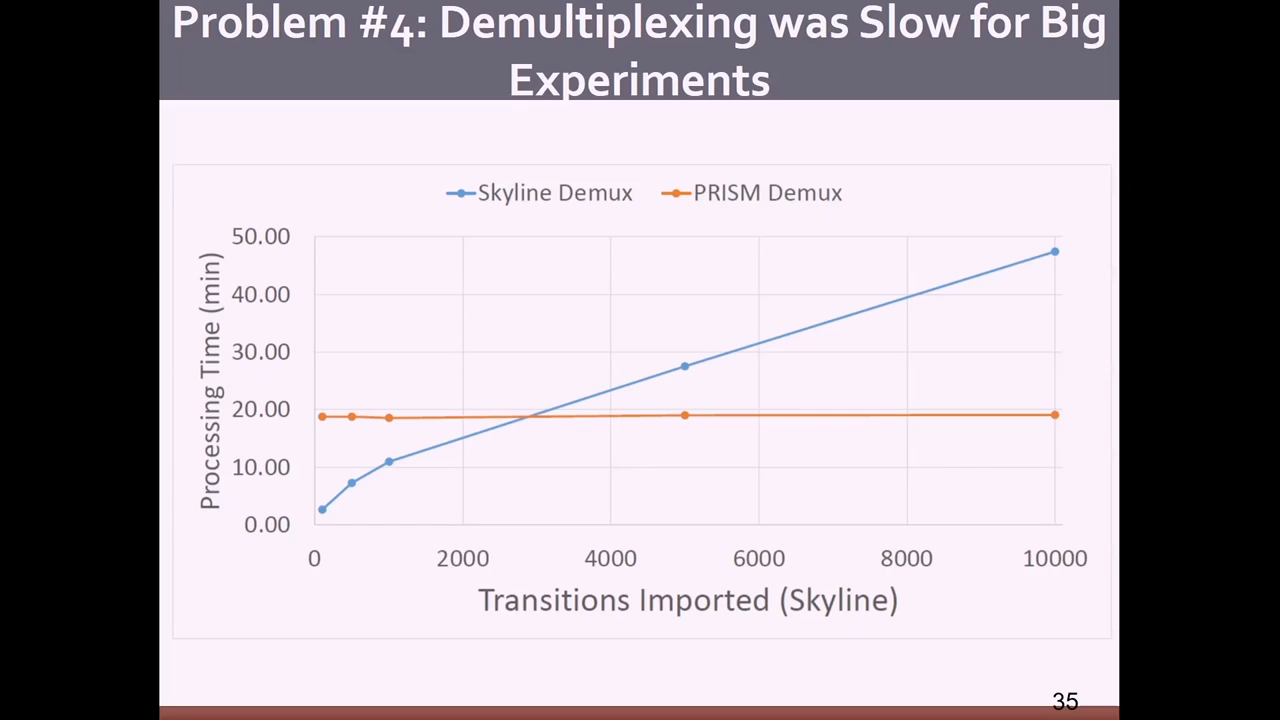 Problem #4: Demultiplexing was Slow for Big
Experiments
Skyline Demux PRISM Demux
50.00
40.00
30.00
20.00
10.00
0.00
Processing Time (min)
0 2000 4000 6000 8000 10000
Transitions Imported (Skyline)
35